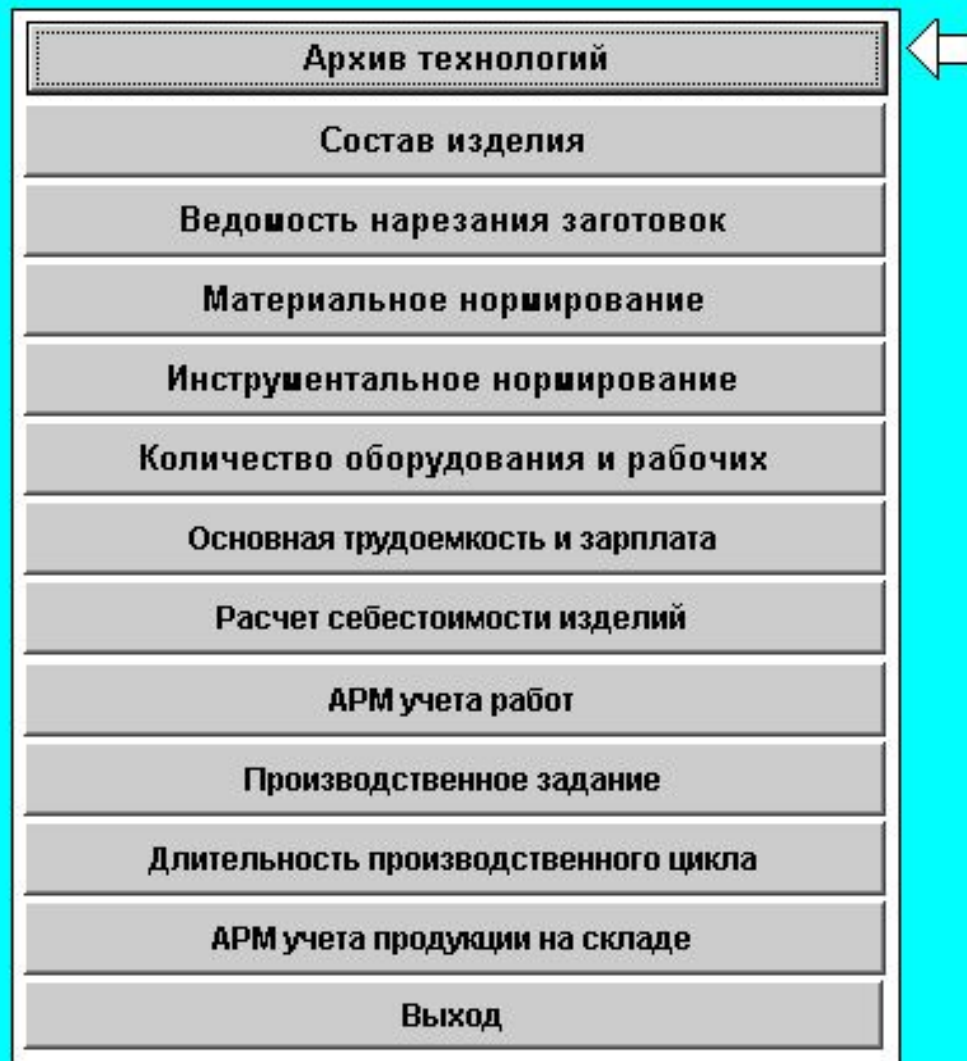 Архив технологий
Состав изделия
Ведомость нарезания заготовок
Материальное нормирование
Инструментальное нормирование
Количество оборудования и рабочих
Основная трудоемкость и зарплата
Расчет себестоимости изделий
АРМ учета работ
Производственное задание
Длительность производственного цикла
АРМ учета продукции на складе
Выход